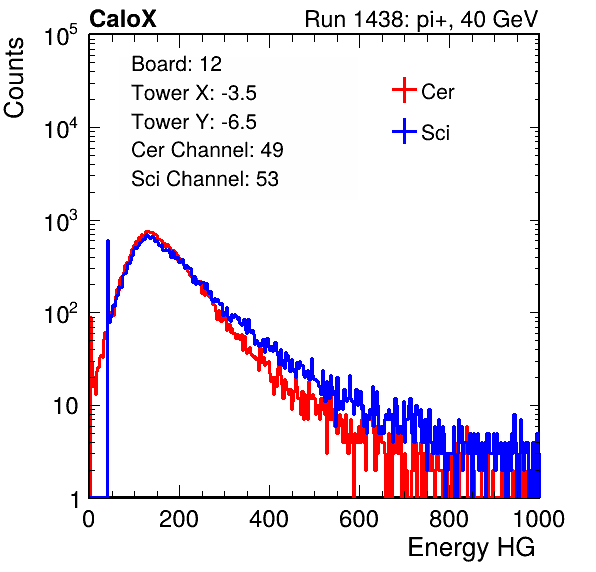 CaloX Run 1438: pi+, 40 GeV
Counts
Board: 12
Tower X: -3.5
Tower Y: -6.5
Cer Channel: 49
Sci Channel: 53
Cer
Sci
10^5
10^4
10^3
10^2
10
1
0 200 400 600 800 1000
Energy HG